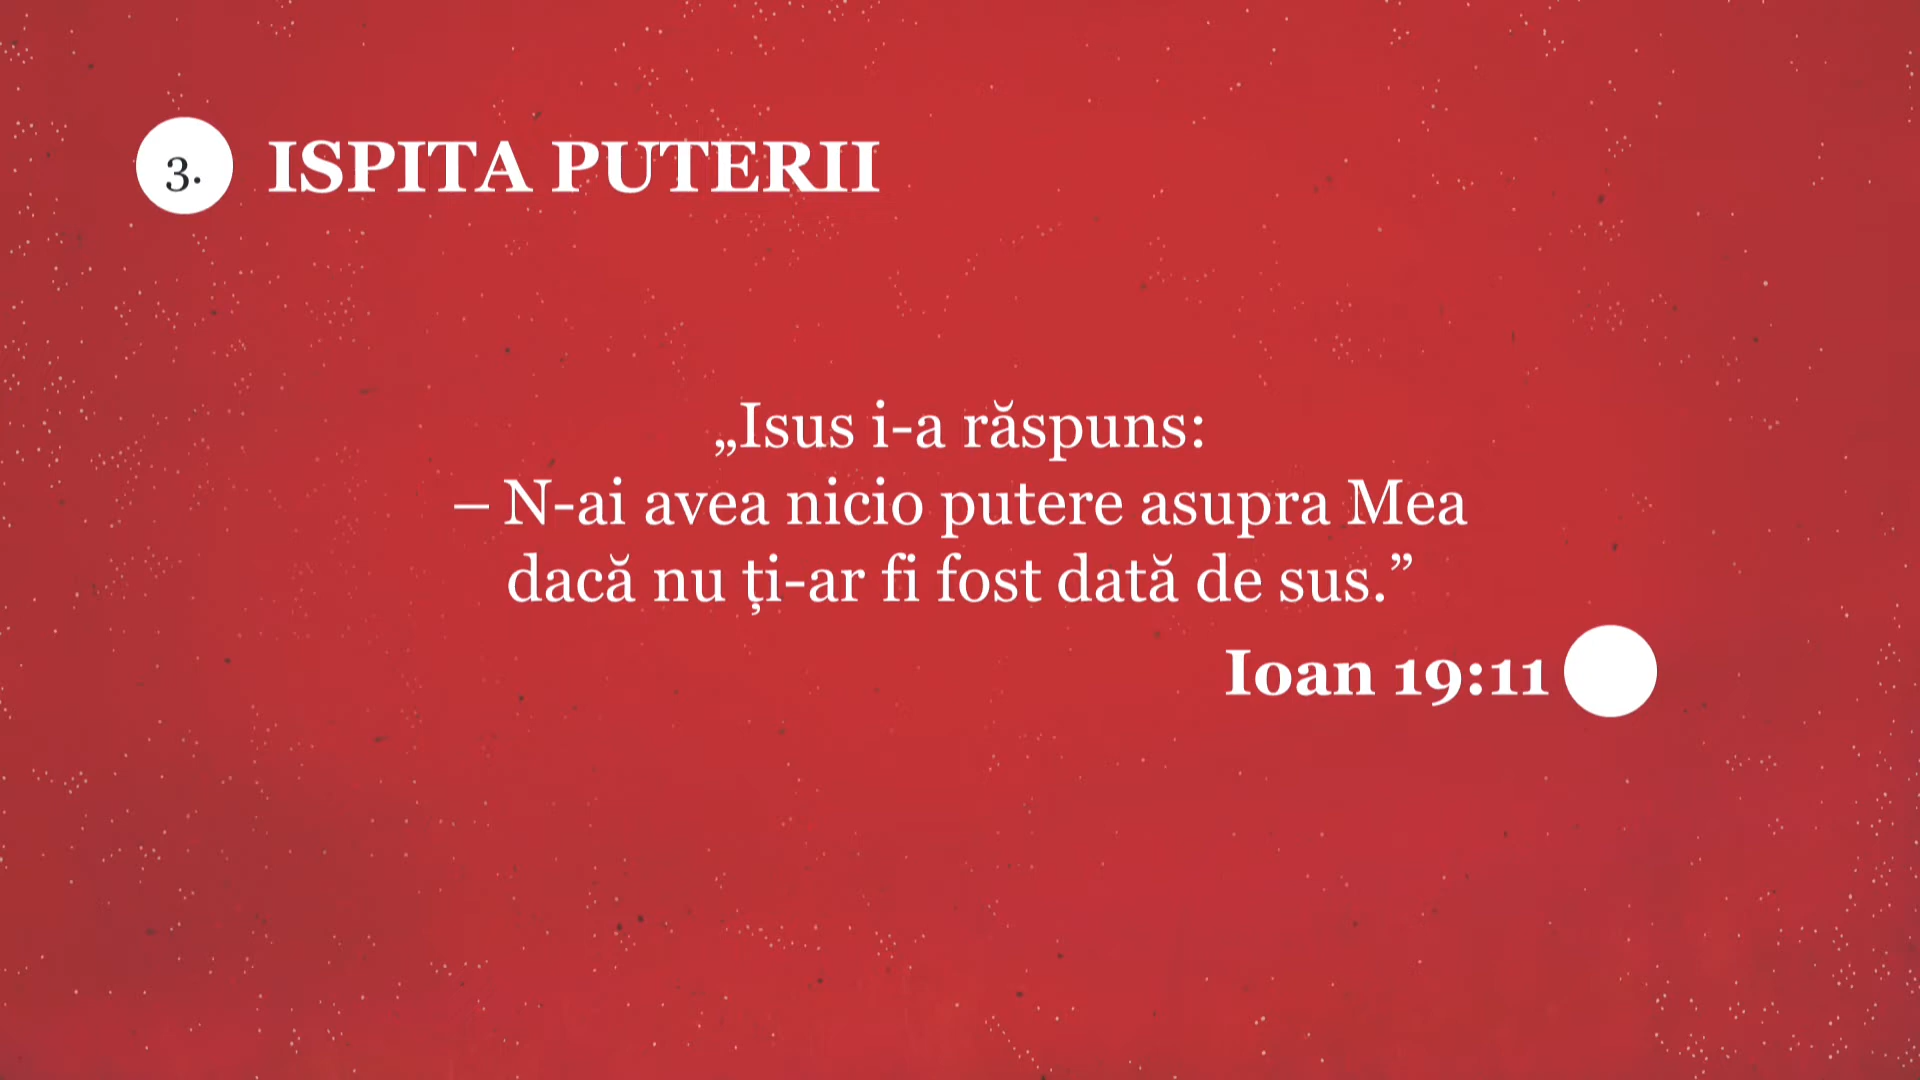 3. ISPITA PUTERII
„Isus i-a răspuns:
– N-ai avea nicio putere asupra Mea
dacă nu ți-ar fi fost dată de sus.”
Ioan 19:11